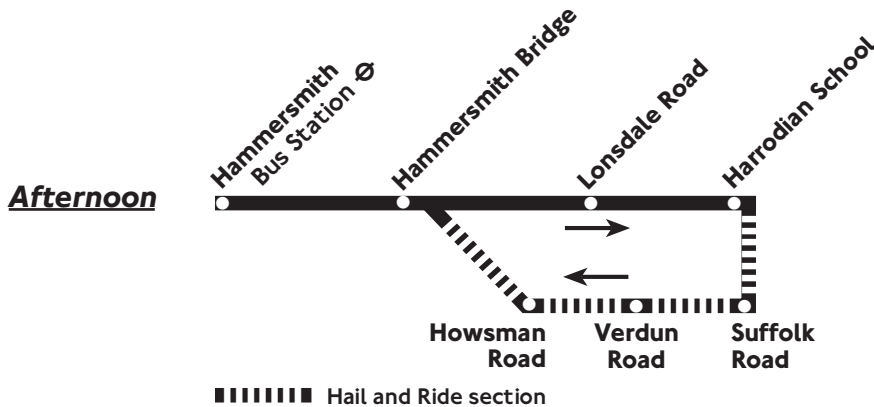 Hammersmith
Bus Station
Hammersmith Bridge
Lonsdale Road
Harrodian School
Afternoon
Howsman
Road
Verdun
Road
Suffolk
Road
Hail and Ride section